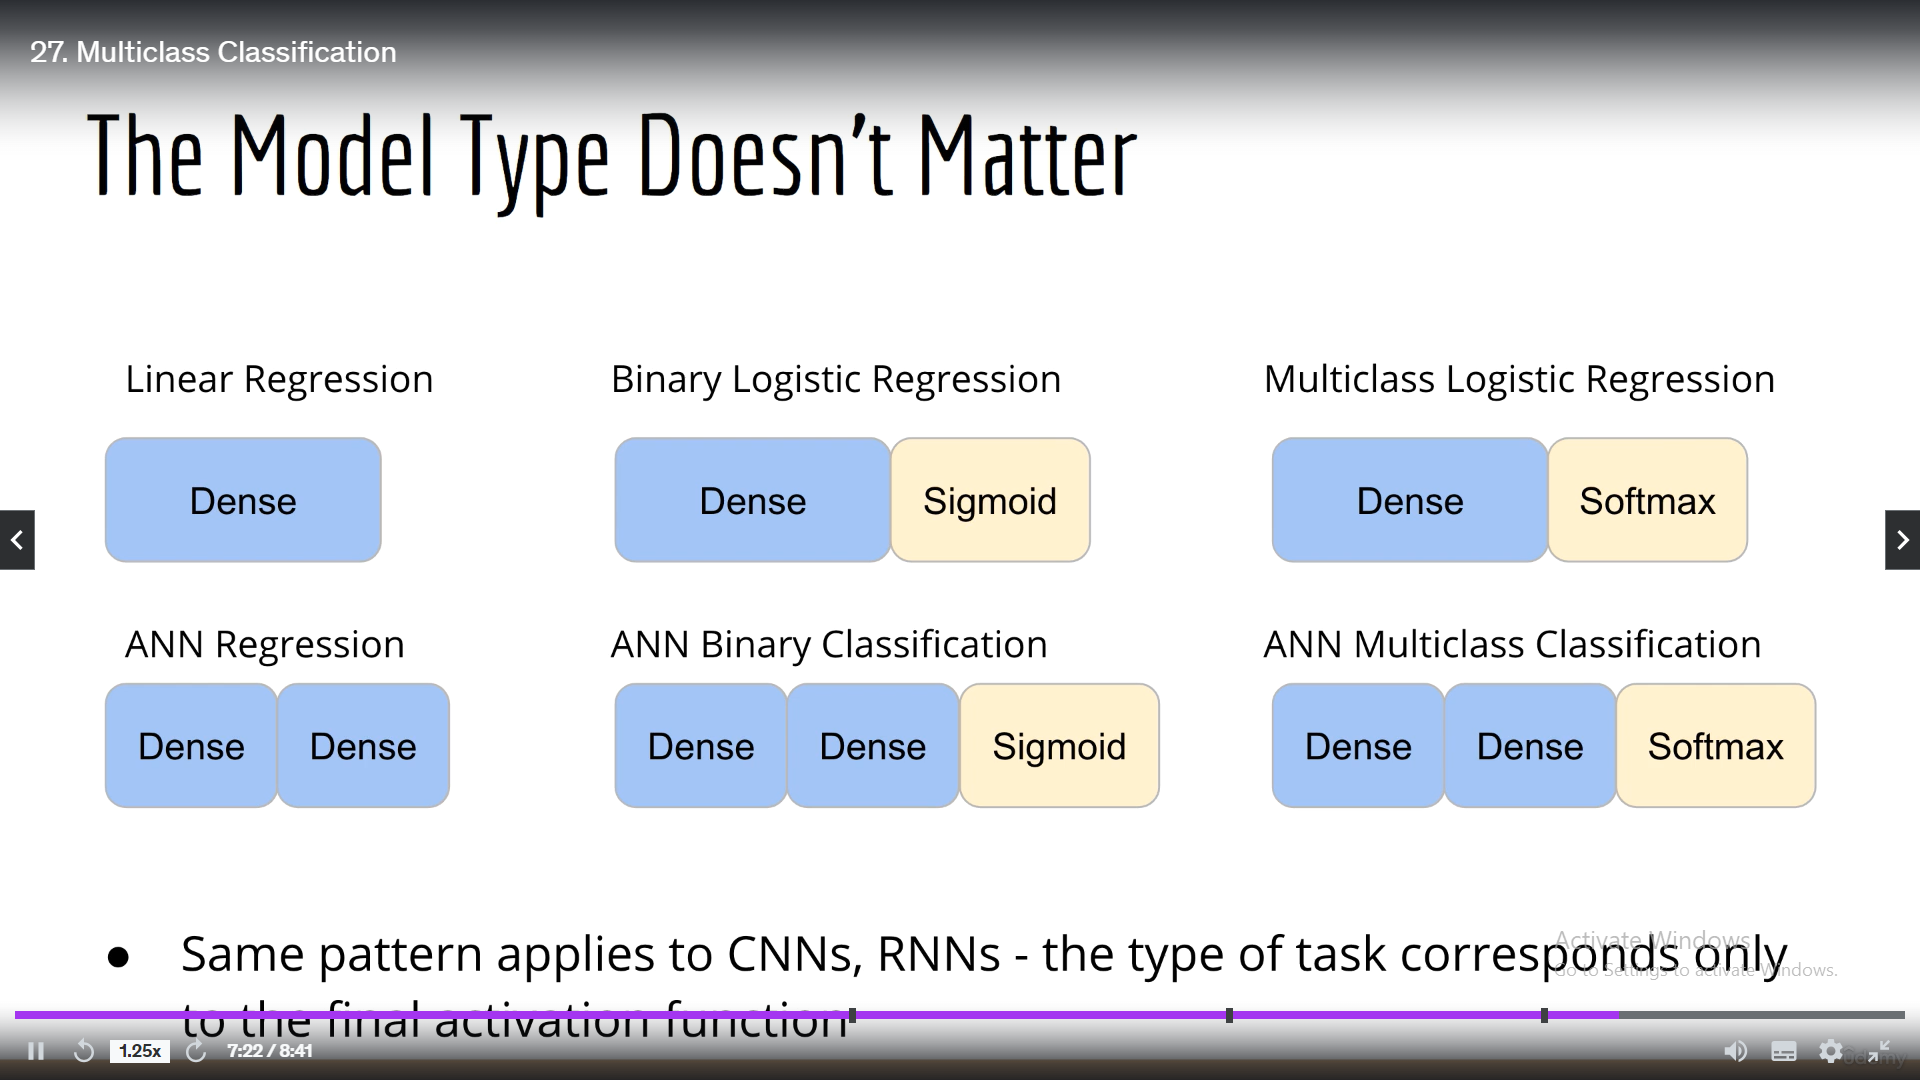 27. Multiclass Classification
The Model Type Doesn't Matter
Linear Regression
Binary Logistic Regression
Multiclass Logistic Regression
Dense
Dense Sigmoid
Dense Softmax
ANN Regression
ANN Binary Classification
ANN Multiclass Classification
Dense Dense
Dense Dense Sigmoid
Dense Dense Softmax
● Same pattern applies to CNNs, RNNs - the type of task corresponds only
to the final activation function
Activate Windows
Go to Settings to activate Windows.
1.25x
7:22 / 8:41
udemy